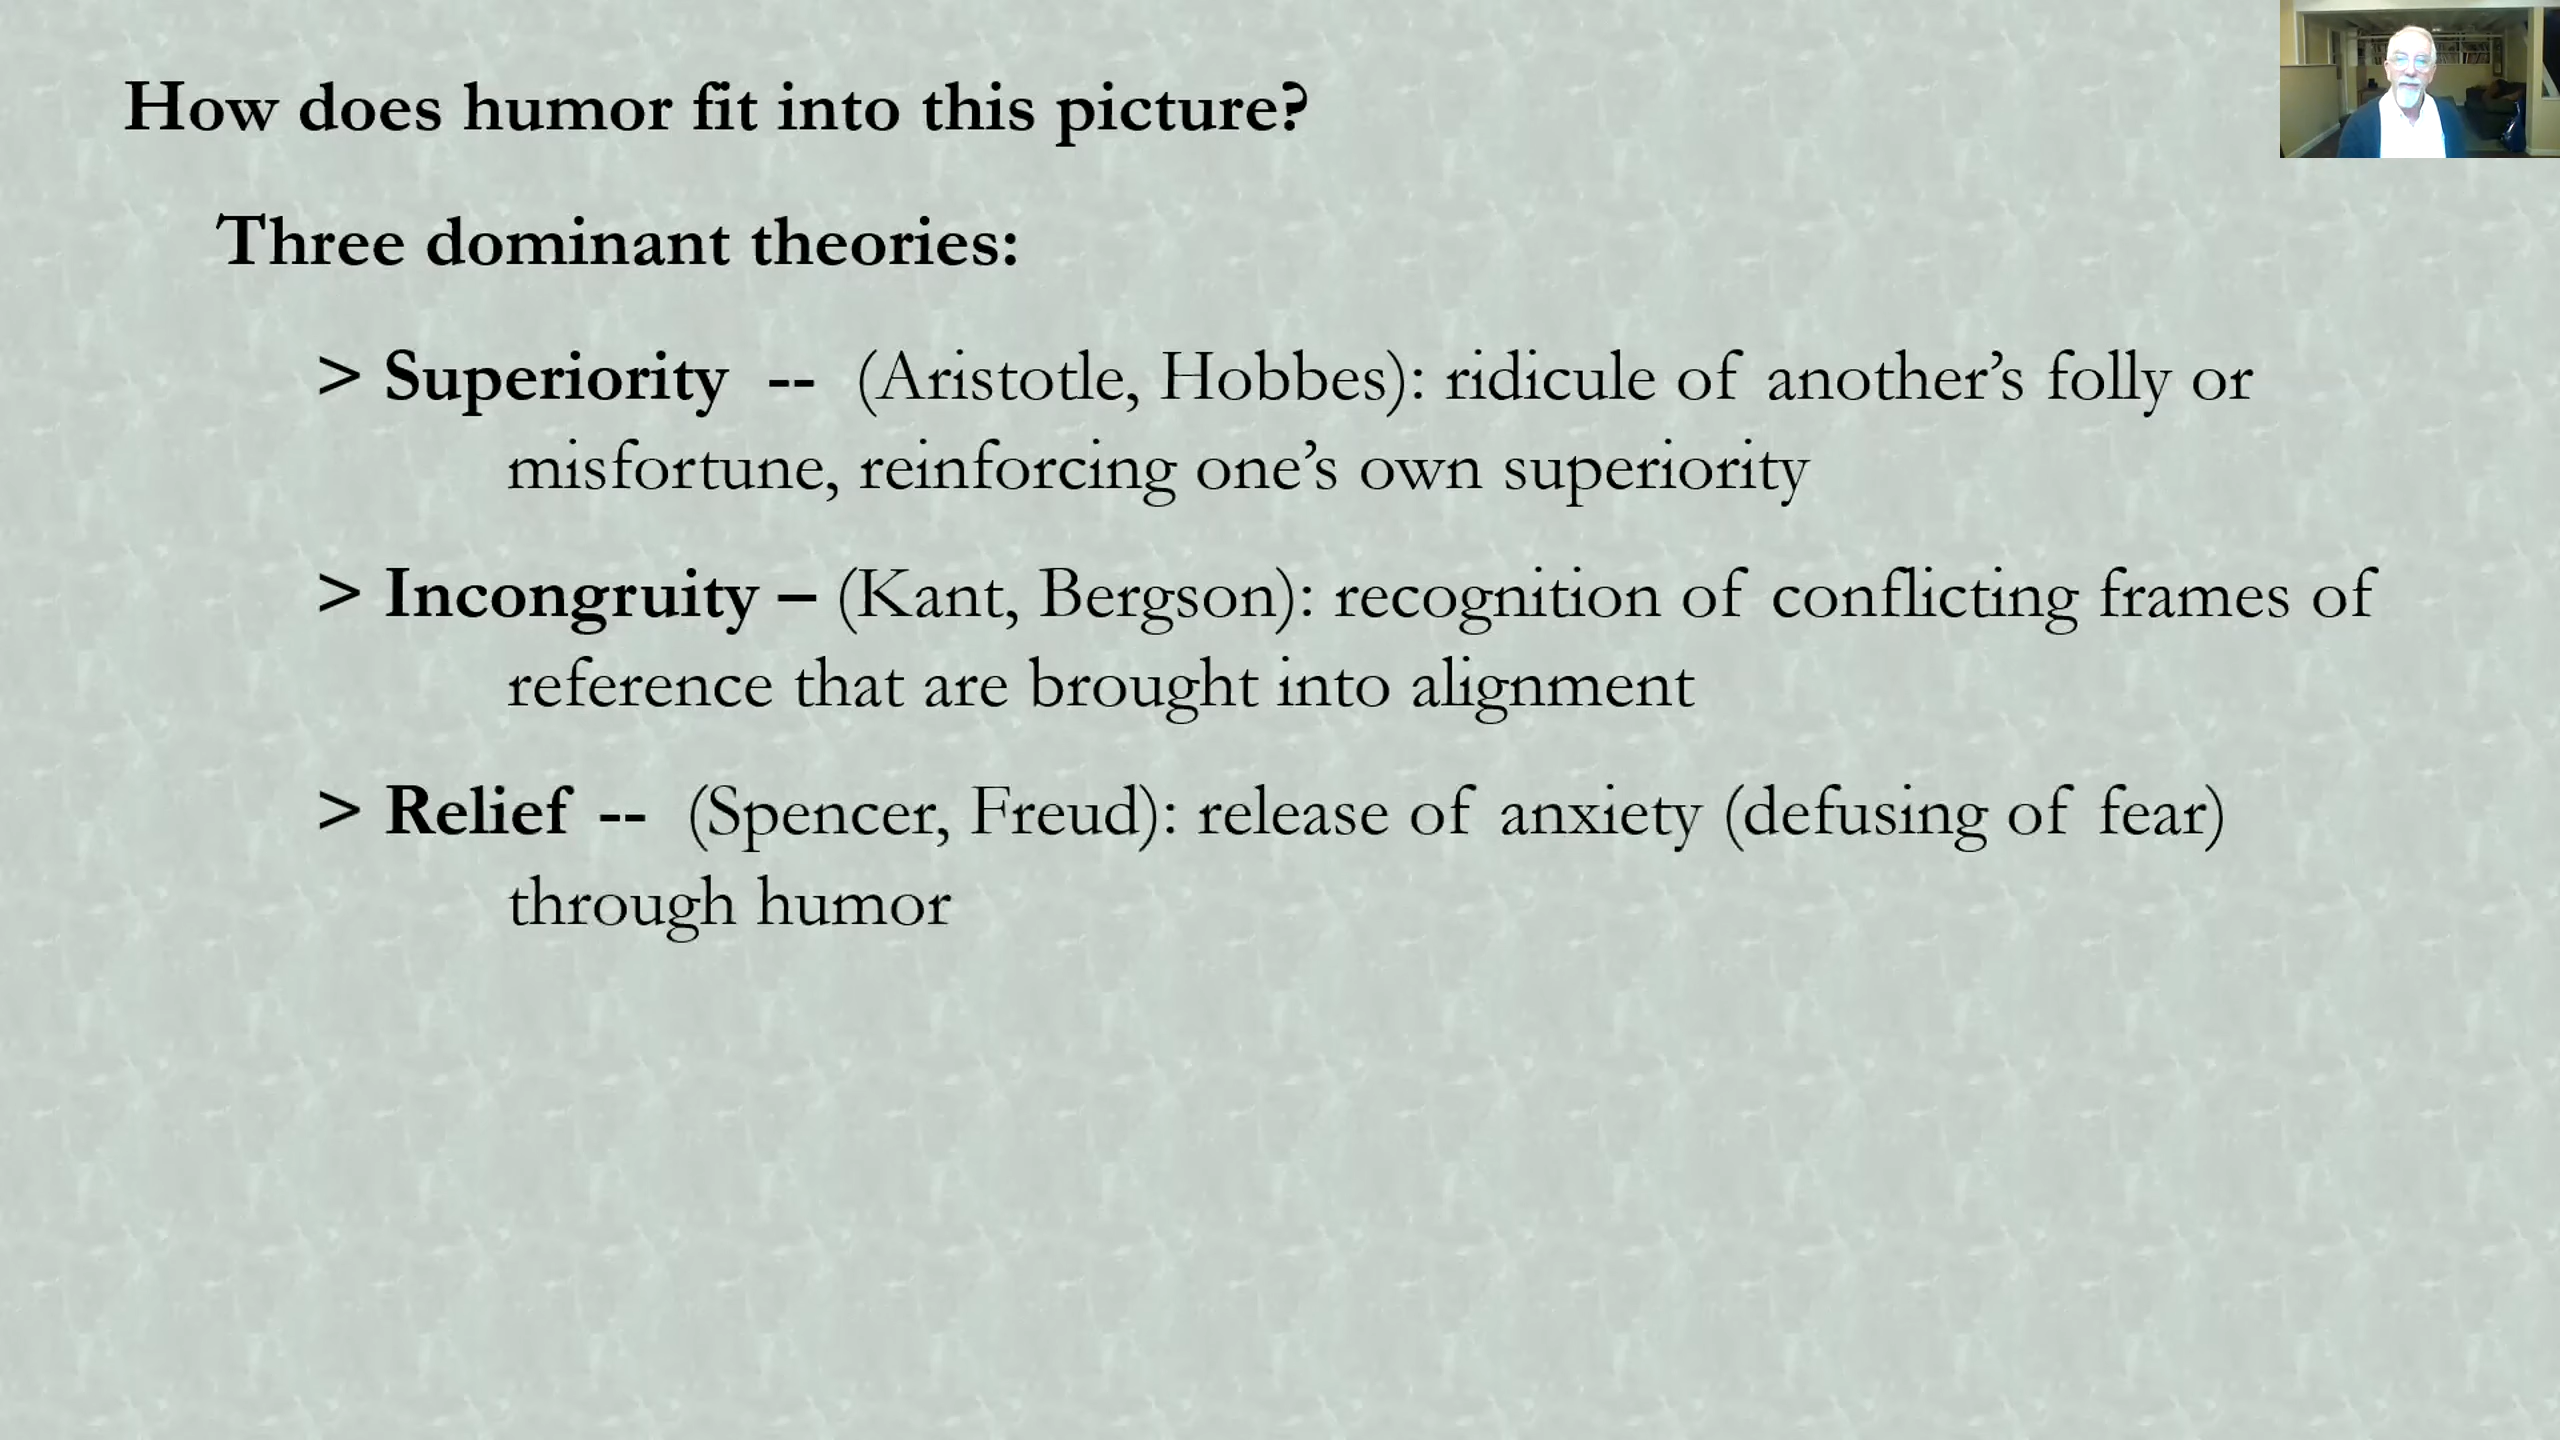 How does humor fit into this picture?
Three dominant theories:
> Superiority -- (Aristotle, Hobbes): ridicule of another’s folly or
misfortune, reinforcing one’s own superiority
> Incongruity – (Kant, Bergson): recognition of conflicting frames of
reference that are brought into alignment
> Relief -- (Spencer, Freud): release of anxiety (defusing of fear)
through humor